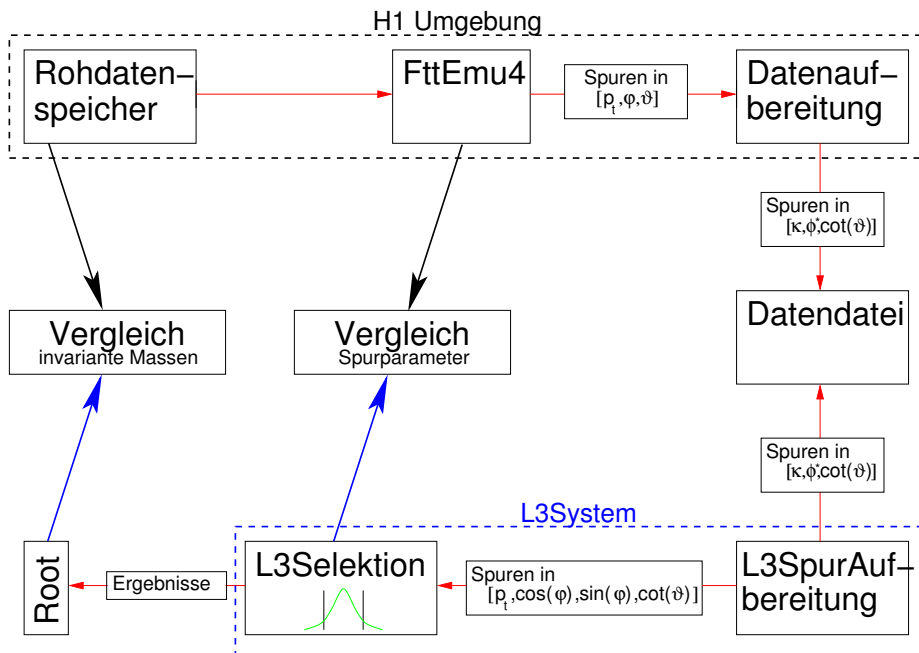 H1 Umgebung
Rohdaten-
speicher
FttEmu4
Spuren in
[pt,φ,ϑ]
Datenauf-
bereitung
Spuren in
[κ,ϕ*,cot(ϑ)]
Vergleich
invariante Massen
Vergleich
Spurparameter
Datendatei
Spuren in
[κ,ϕ*,cot(ϑ)]
L3System
Root
Ergebnisse
L3Selektion
Spuren in
[pt,cos(φ),sin(φ),cot(ϑ)]
L3SpurAuf-
bereitung